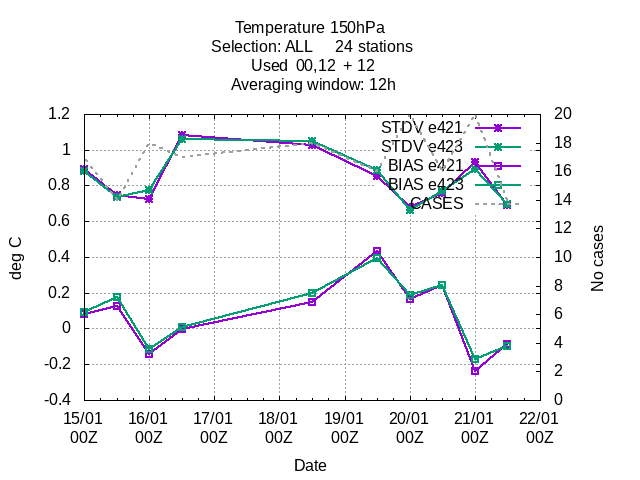 Temperature 150hPa
Selection: ALL 24 stations
Used 00,12 + 12
Averaging window: 12h
1.2
1
0.8
0.6
0.4
0.2
0
-0.2
-0.4
deg C
20
18
16
14
12
10
8
6
4
2
0
No cases
STDV e421
STDV e423
BIAS e421
BIAS e423
CASES
15/01 16/01 17/01 18/01 19/01 20/01 21/01 22/01
00Z 00Z 00Z 00Z 00Z 00Z 00Z 00Z
Date